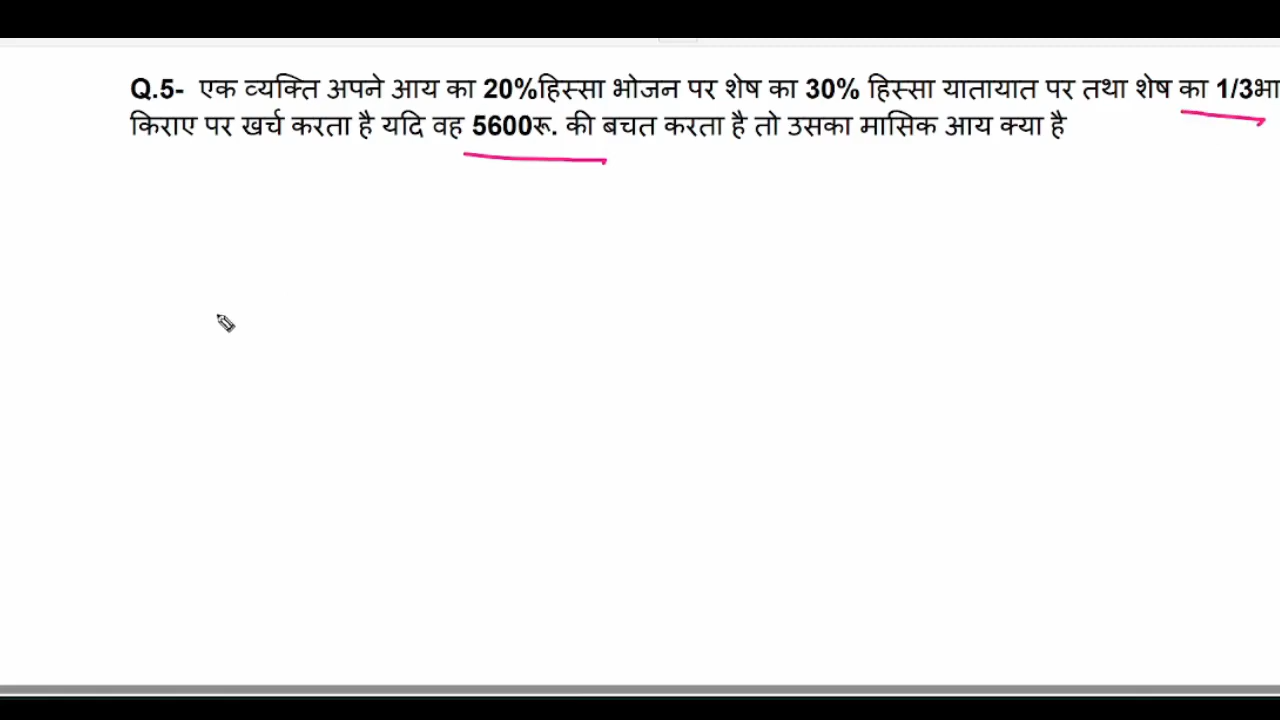 Q.5- एक व्यक्ति अपने आय का 20%हिस्सा भोजन पर शेष का 30% हिस्सा यातायात पर तथा शेष का 1/3भा
किराए पर खर्च करता है यदि वह 5600रू. की बचत करता है तो उसका मासिक आय क्या है